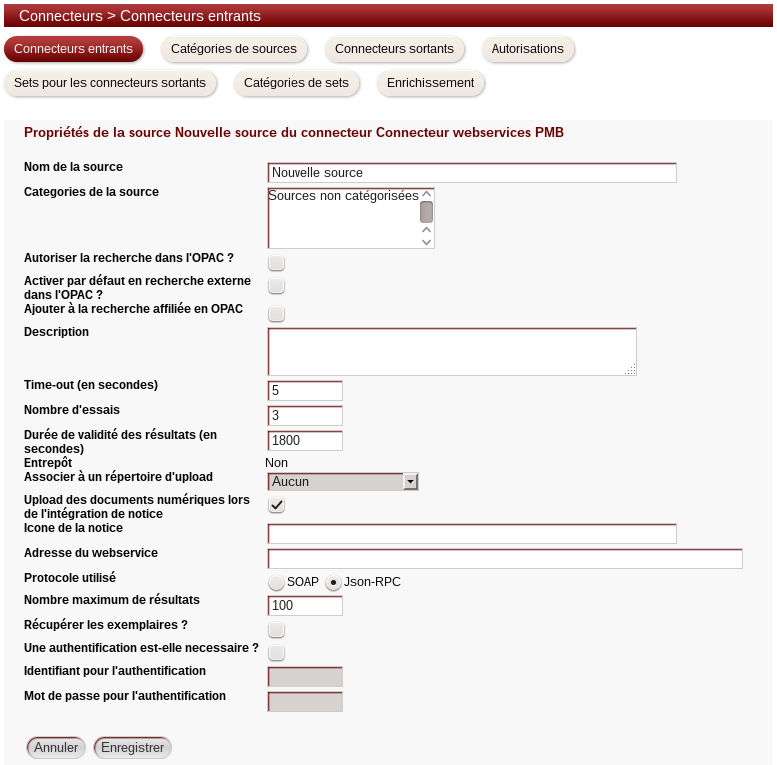 Connecteurs > Connecteurs entrants
Connecteurs entrants Catégories de sources Connecteurs sortants Autorisations
Sets pour les connecteurs sortants Catégories de sets Enrichissement
Propriétés de la source Nouvelle source du connecteur Connecteur webservices PMB
Nom de la source Nouvelle source
Categories de la source Sources non catégorisées
Autoriser la recherche dans l'OPAC ?
Activer par défaut en recherche externe
dans l'OPAC ?
Ajouter à la recherche affiliée en OPAC
Description
Time-out (en secondes) 5
Nombre d'essais 3
Durée de validité des résultats (en
secondes) 1800
Entrepôt Non
Associer à un répertoire d'upload Aucun
Upload des documents numériques lors
de l'intégration de notice
Icone de la notice
Adresse du webservice
Protocole utilisé SOAP Json-RPC
Nombre maximum de résultats 100
Récupérer les exemplaires ?
Une authentification est-elle necessaire ?
Identifiant pour l'authentification
Mot de passe pour l'authentification
Annuler Enregistrer